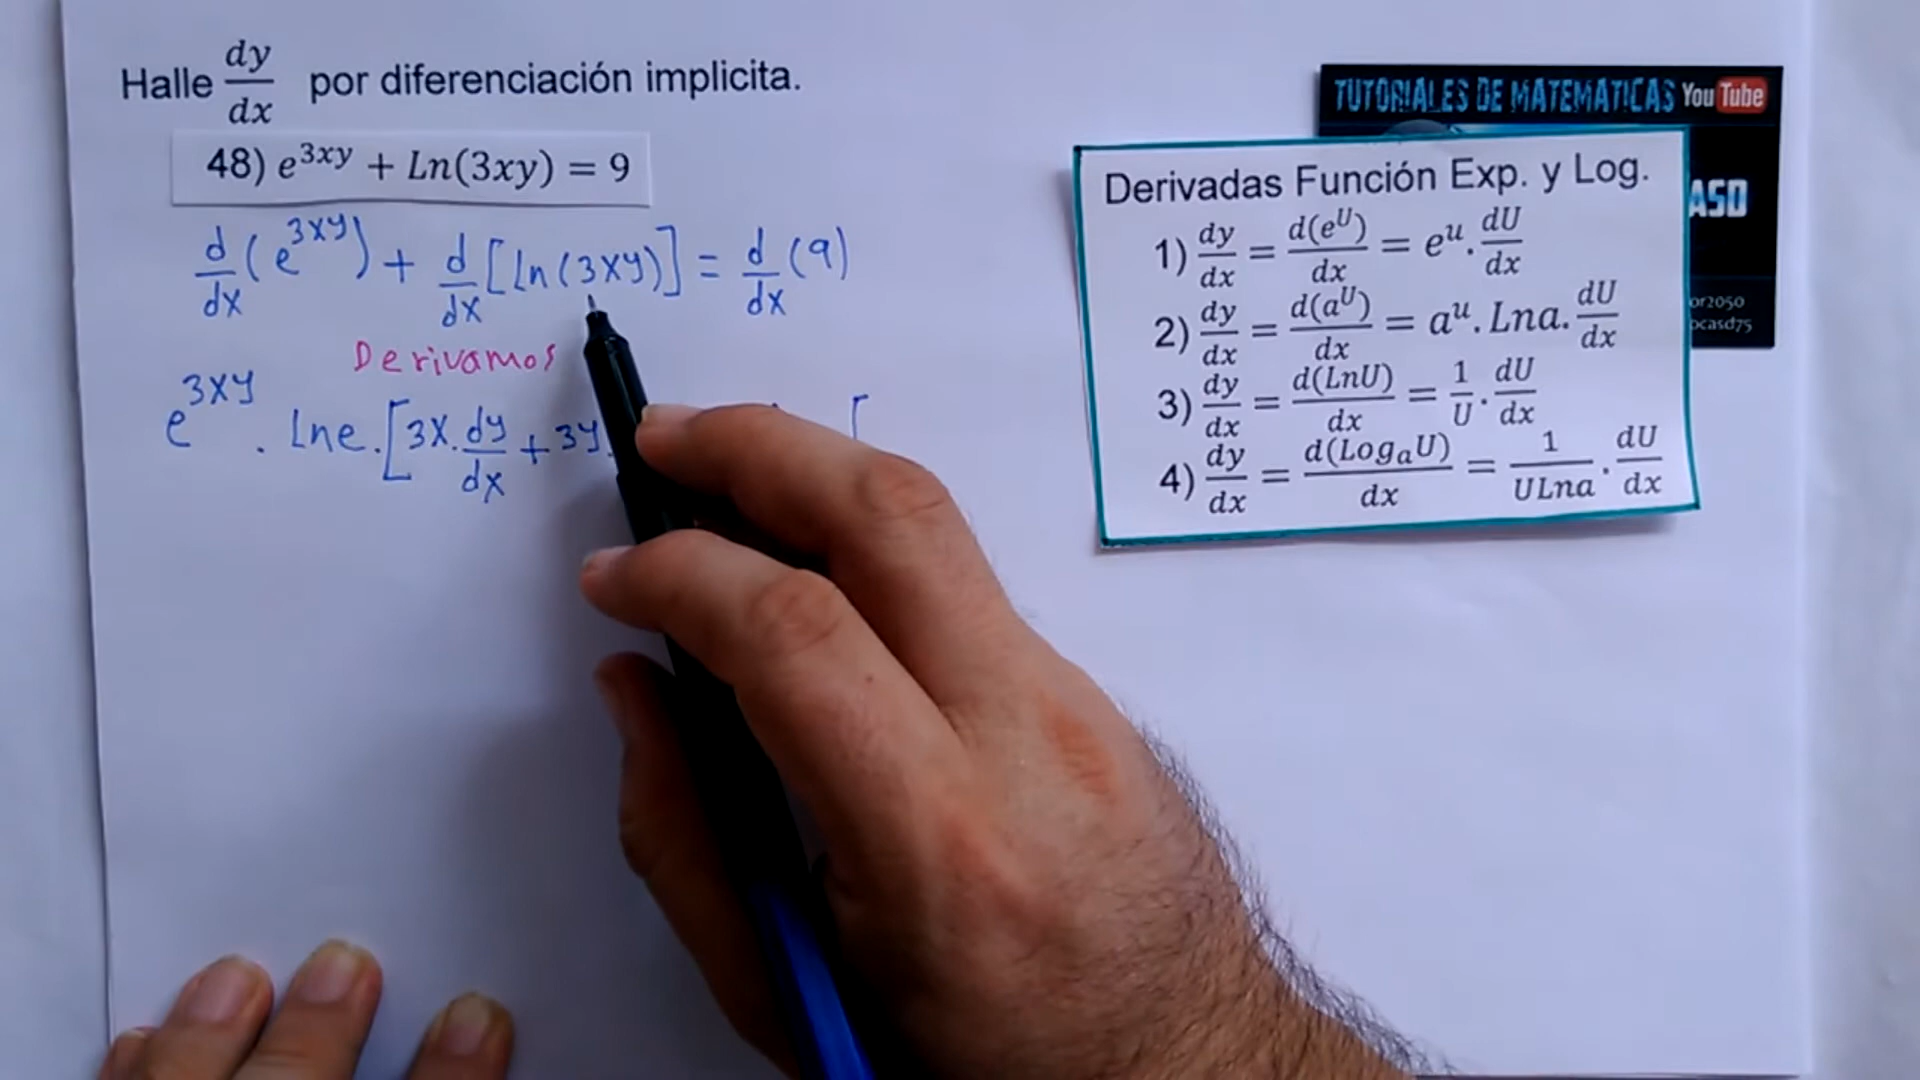 Halle dy/dx por diferenciación implicita.
48) e^{3xy} + Ln(3xy) = 9
d/dx (e^{3xy}) + d/dx [ln(3xy)] = d/dx (9)
Derivamos
e^{3xy} . lne . [3x . dy/dx + 3y [
TUTORIALES DE MATEMATICAS YouTube
Derivadas Función Exp. y Log.
1) dy/dx = d(e^U)/dx = e^u . dU/dx
2) dy/dx = d(a^U)/dx = a^u . Lna . dU/dx
3) dy/dx = d(LnU)/dx = 1/U . dU/dx
4) dy/dx = d(Log_a U)/dx = 1/ULna . dU/dx
ASD
or2050
ocasd75